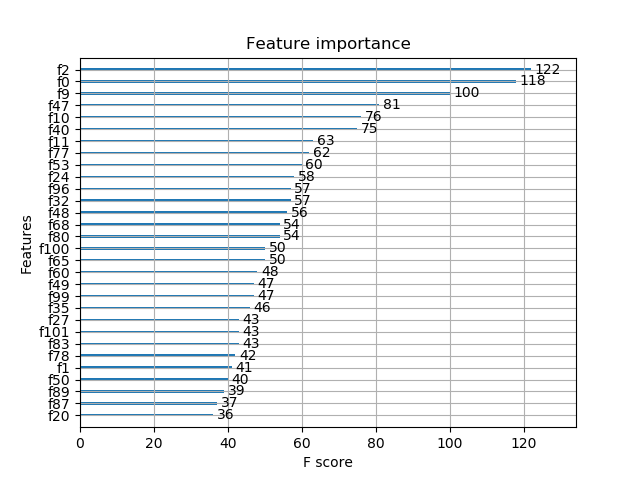 Feature importance
f2 122
f0 118
f9 100
f47 81
f10 76
f40 75
f11 63
f77 62
f53 60
f24 58
f96 57
f32 57
f48 56
f68 54
f80 54
f100 50
f65 50
f60 48
f49 47
f99 47
f35 46
f27 43
f101 43
f83 43
f78 42
f1 41
f50 40
f89 39
f87 37
f20 36
Features
0 20 40 60 80 100 120
F score